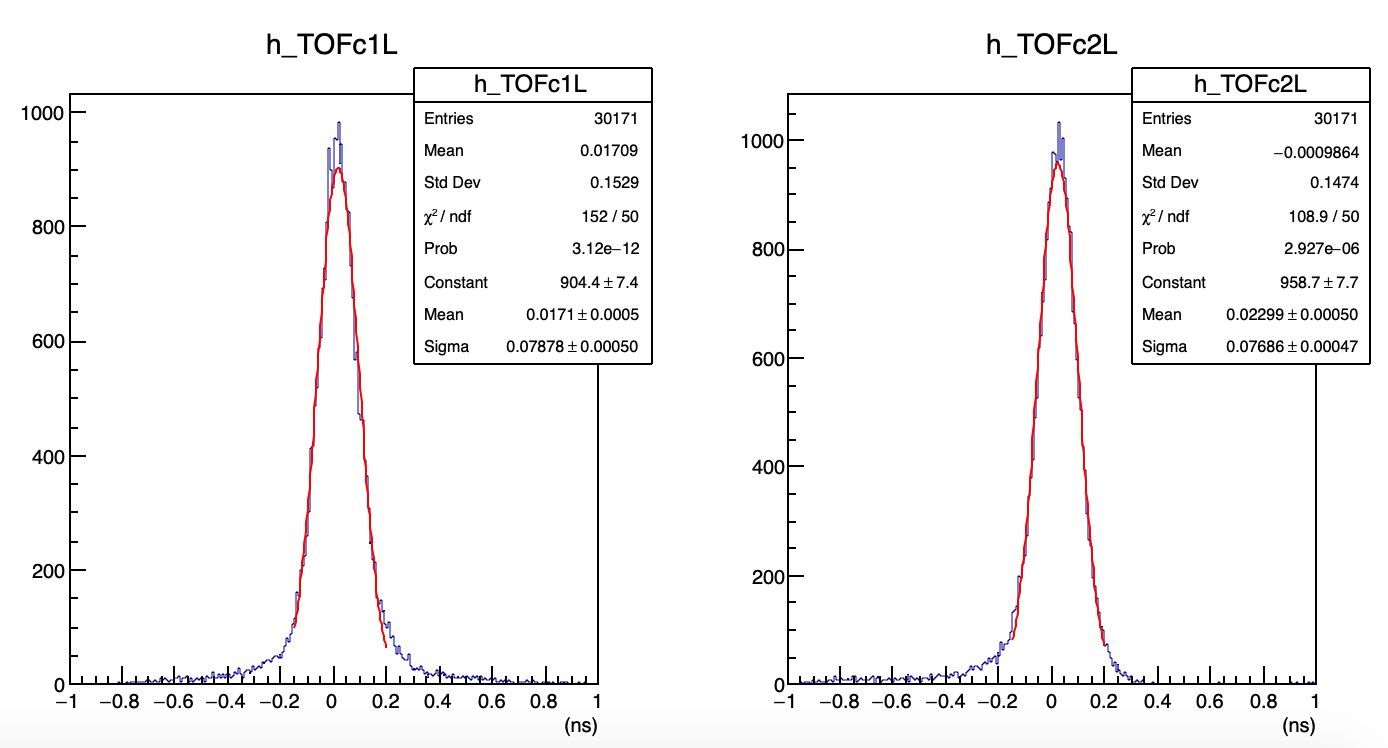 h_TOFc1L
h_TOFc1L
Entries 30171
Mean 0.01709
Std Dev 0.1529
χ² / ndf 152 / 50
Prob 3.12e−12
Constant 904.4 ± 7.4
Mean 0.0171 ± 0.0005
Sigma 0.07878 ± 0.00050
1000
800
600
400
200
0
−1 −0.8 −0.6 −0.4 −0.2 0 0.2 0.4 0.6 0.8 1
(ns)
h_TOFc2L
h_TOFc2L
Entries 30171
Mean −0.0009864
Std Dev 0.1474
χ² / ndf 108.9 / 50
Prob 2.927e−06
Constant 958.7 ± 7.7
Mean 0.02299 ± 0.00050
Sigma 0.07686 ± 0.00047
1000
800
600
400
200
0
−1 −0.8 −0.6 −0.4 −0.2 0 0.2 0.4 0.6 0.8 1
(ns)